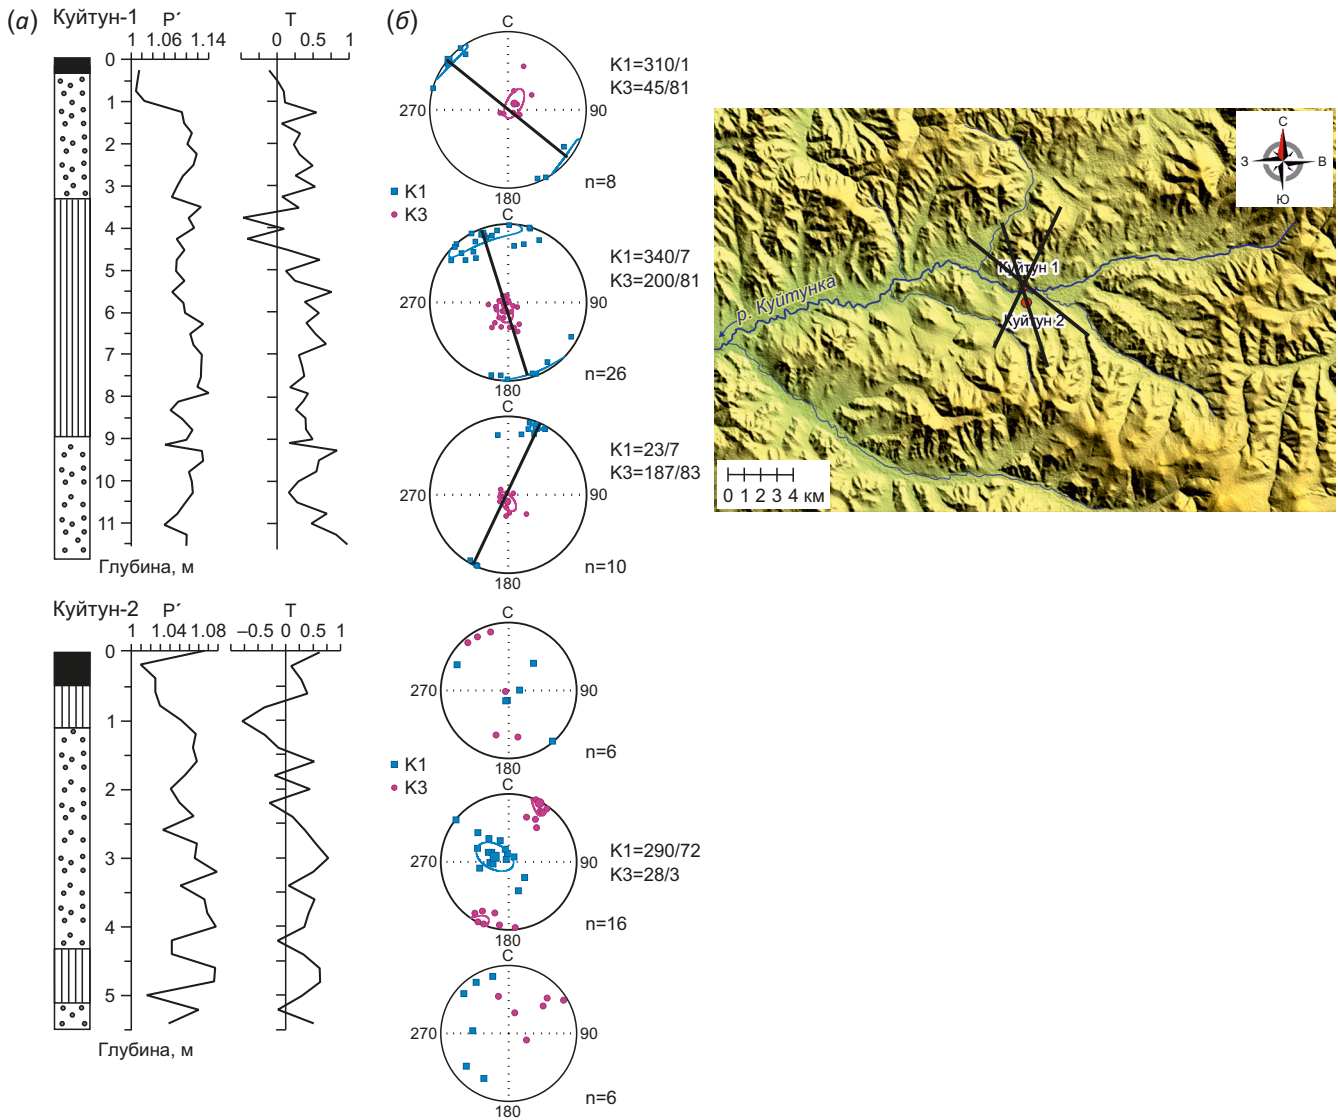 (а)
Куйтун-1
P´
T
(б)
1 1.06 1.14
0 0.5 1
0
1
2
3
4
5
6
7
8
9
10
11
Глубина, м
С
270
90
180
K1=310/1
K3=45/81
n=8
K1
K3
С
270
90
180
K1=340/7
K3=200/81
n=26
С
270
90
180
K1=23/7
K3=187/83
n=10
С
З
В
Ю
Куйтун 1
р. Куйтунка
Куйтун 2
0 1 2 3 4 км
Куйтун-2
P´
T
1 1.04 1.08
–0.5 0 0.5 1
0
1
2
3
4
5
Глубина, м
С
270
90
180
n=6
K1
K3
С
270
90
180
K1=290/72
K3=28/3
n=16
С
270
90
180
n=6